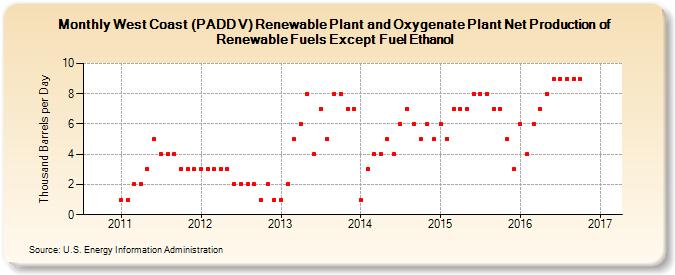 Monthly West Coast (PADD V) Renewable Plant and Oxygenate Plant Net Production of
Renewable Fuels Except Fuel Ethanol
Thousand Barrels per Day
10
8
6
4
2
0
2011 2012 2013 2014 2015 2016 2017
Source: U.S. Energy Information Administration